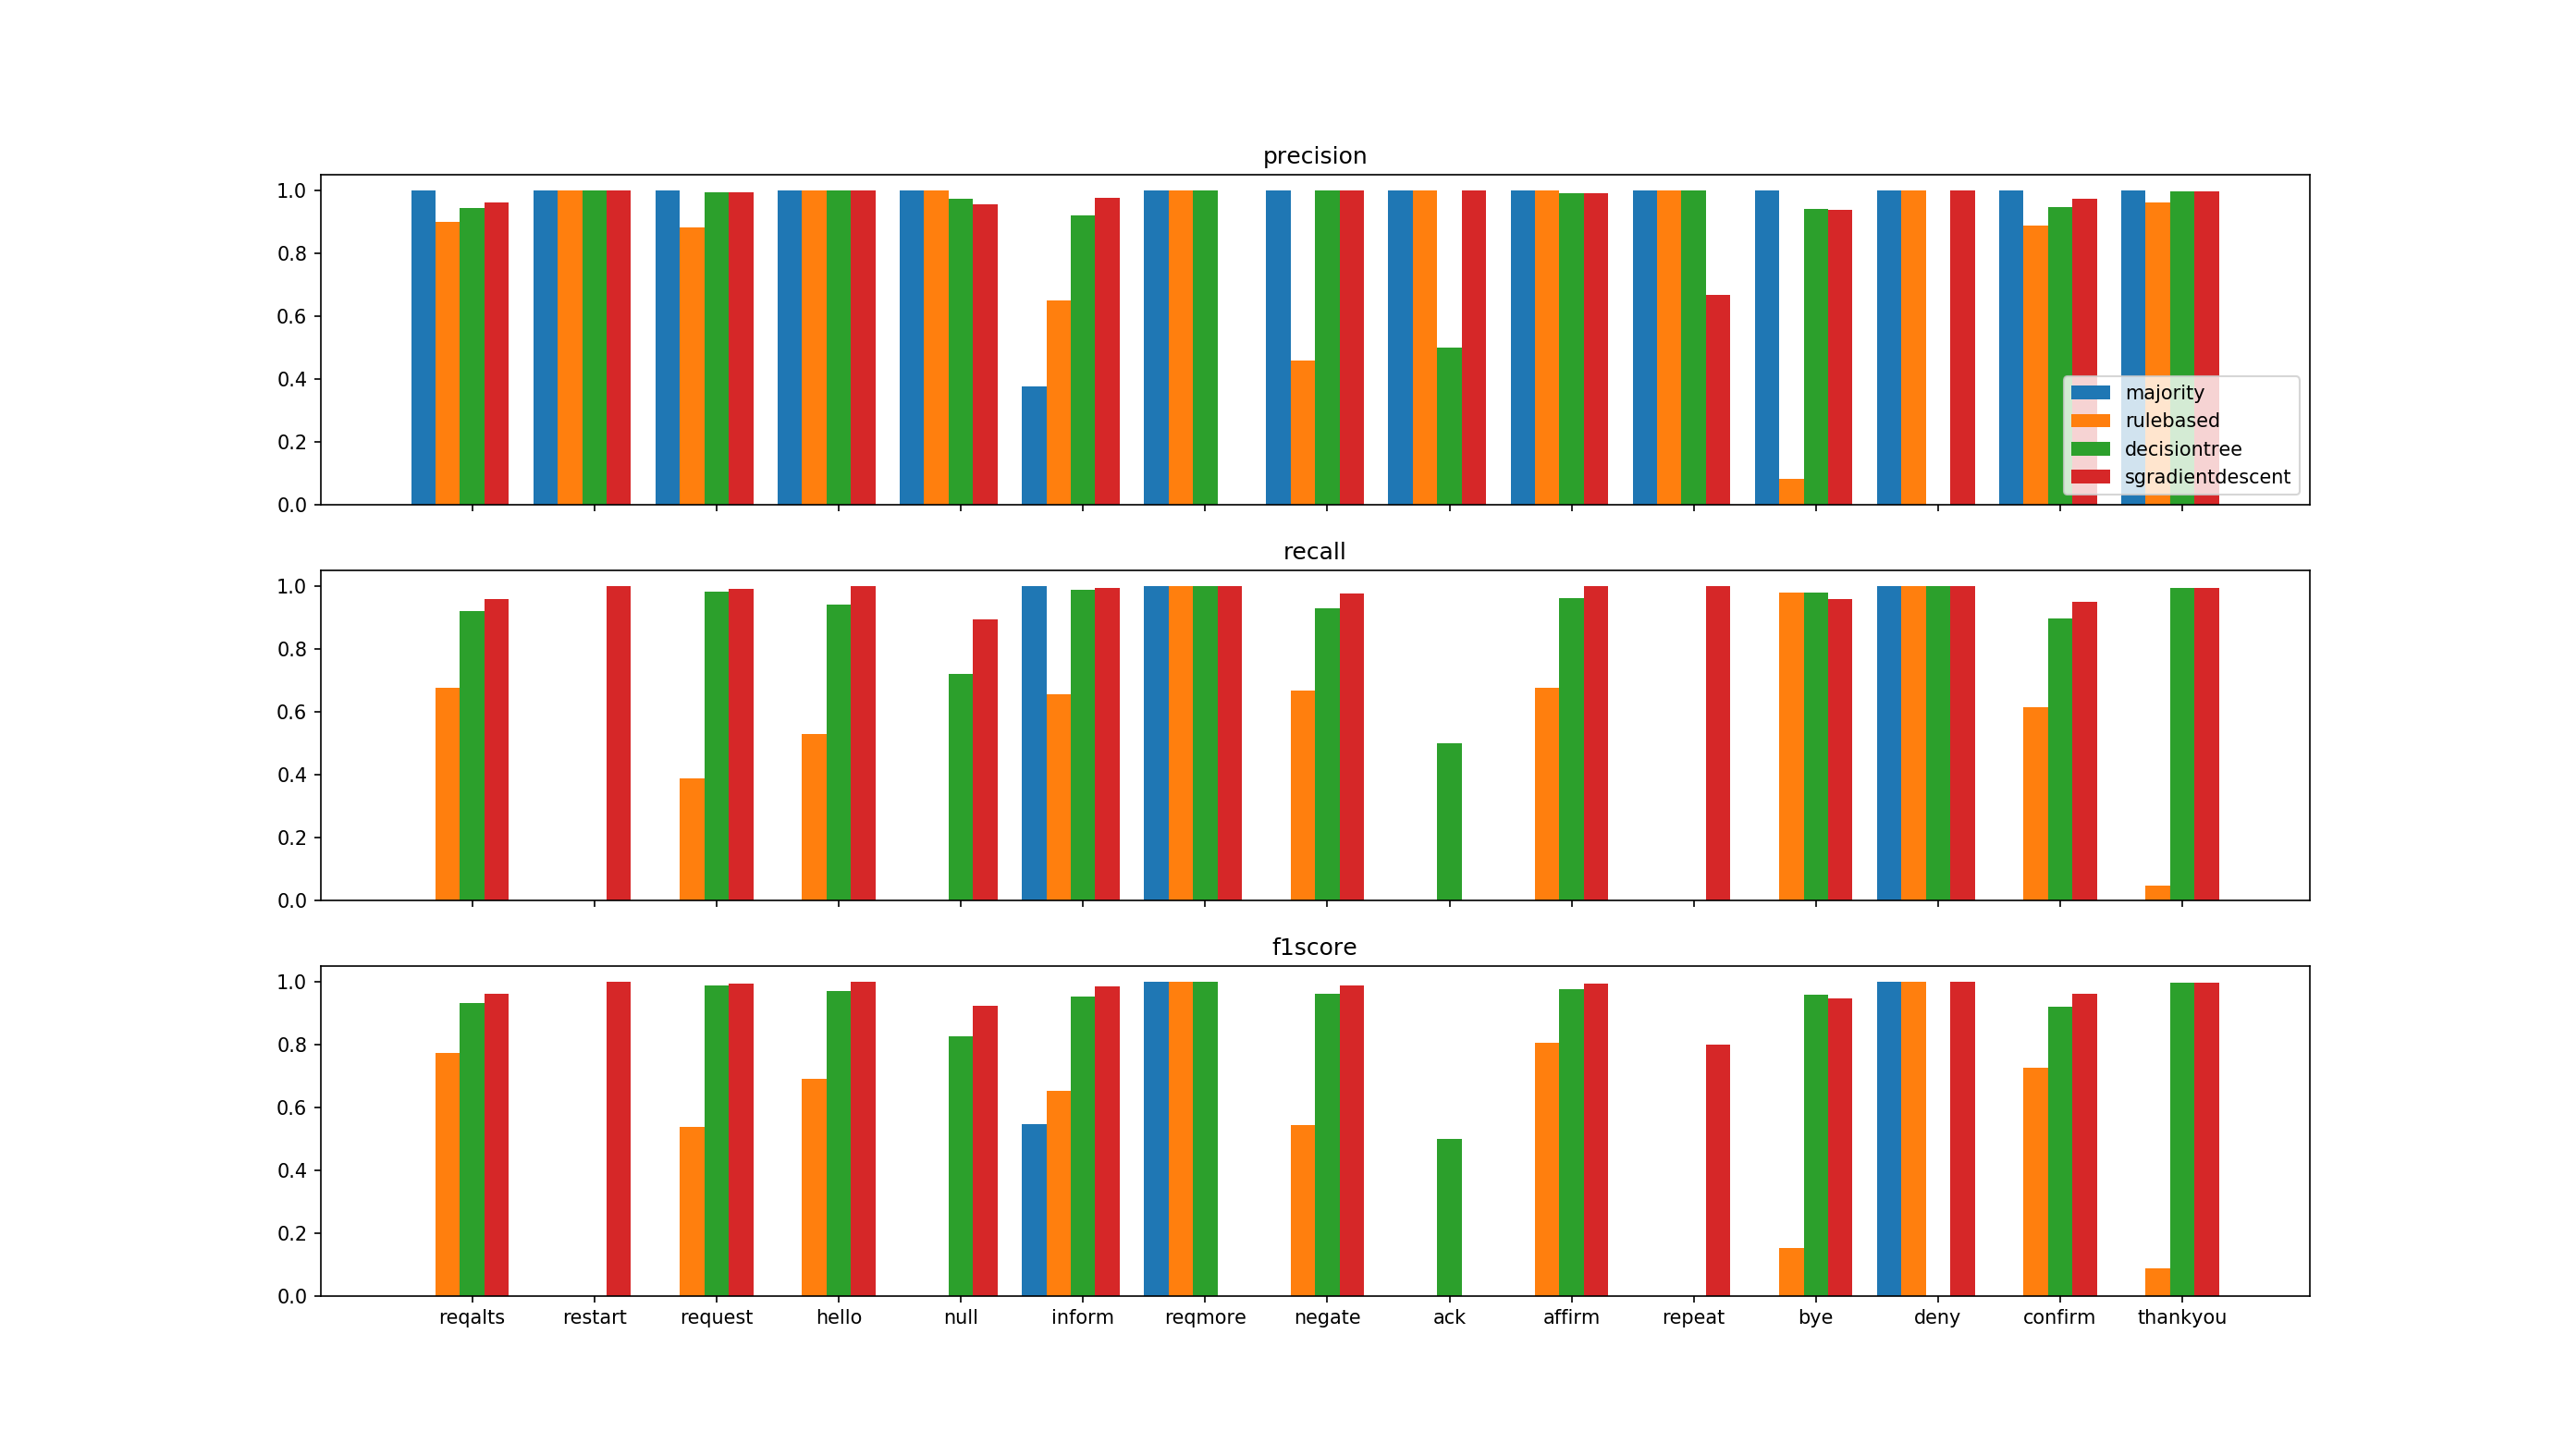 precision
1.0
0.8
0.6
0.4
0.2
0.0
majority
rulebased
decisiontree
sgradientdescent
recall
1.0
0.8
0.6
0.4
0.2
0.0
f1score
1.0
0.8
0.6
0.4
0.2
0.0
reqalts restart request hello null inform reqmore negate ack affirm repeat bye deny confirm thankyou